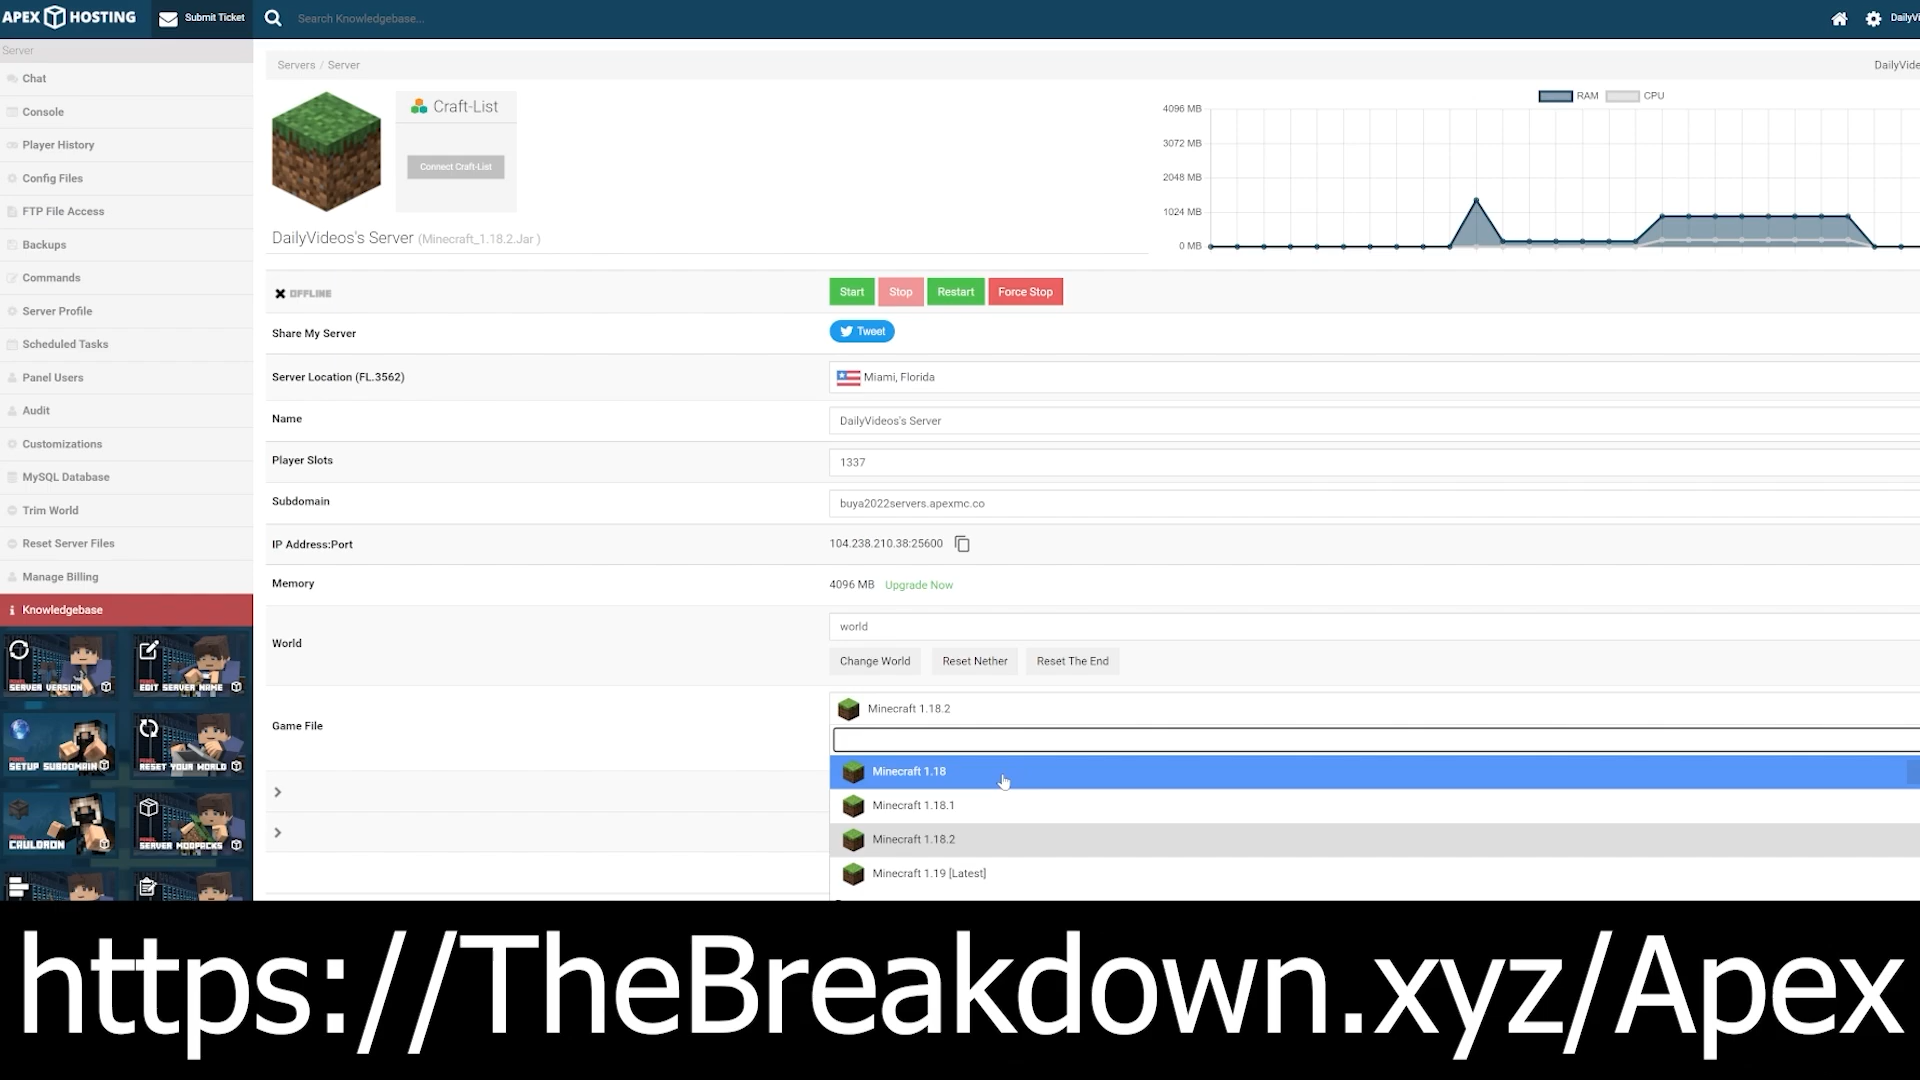 APEX HOSTING
Submit Ticket
Search Knowledgebase...
DailyVi
Server
Chat
Console
Player History
Config Files
FTP File Access
Backups
Commands
Server Profile
Scheduled Tasks
Panel Users
Audit
Customizations
MySQL Database
Trim World
Reset Server Files
Manage Billing
Knowledgebase
SERVER VERSION
EDIT SERVER NAME
SETUP SUBDOMAIN
RESET YOUR WORLD
CAULDRON
SERVER MODPACKS
Servers / Server
DailyVide
Craft-List
Connect Craft-List
DailyVideos's Server (Minecraft_1.18.2.Jar )
RAM CPU
4096 MB
3072 MB
2048 MB
1024 MB
0 MB
OFFLINE
Start Stop Restart Force Stop
Share My Server
Tweet
Server Location (FL.3562)
Miami, Florida
Name
DailyVideos's Server
Player Slots
1337
Subdomain
buya2022servers.apexmc.co
IP Address:Port
104.238.210.38:25600
Memory
4096 MB Upgrade Now
World
world
Change World Reset Nether Reset The End
Game File
Minecraft 1.18.2
Minecraft 1.18
Minecraft 1.18.1
Minecraft 1.18.2
Minecraft 1.19 [Latest]
https://TheBreakdown.xyz/Apex